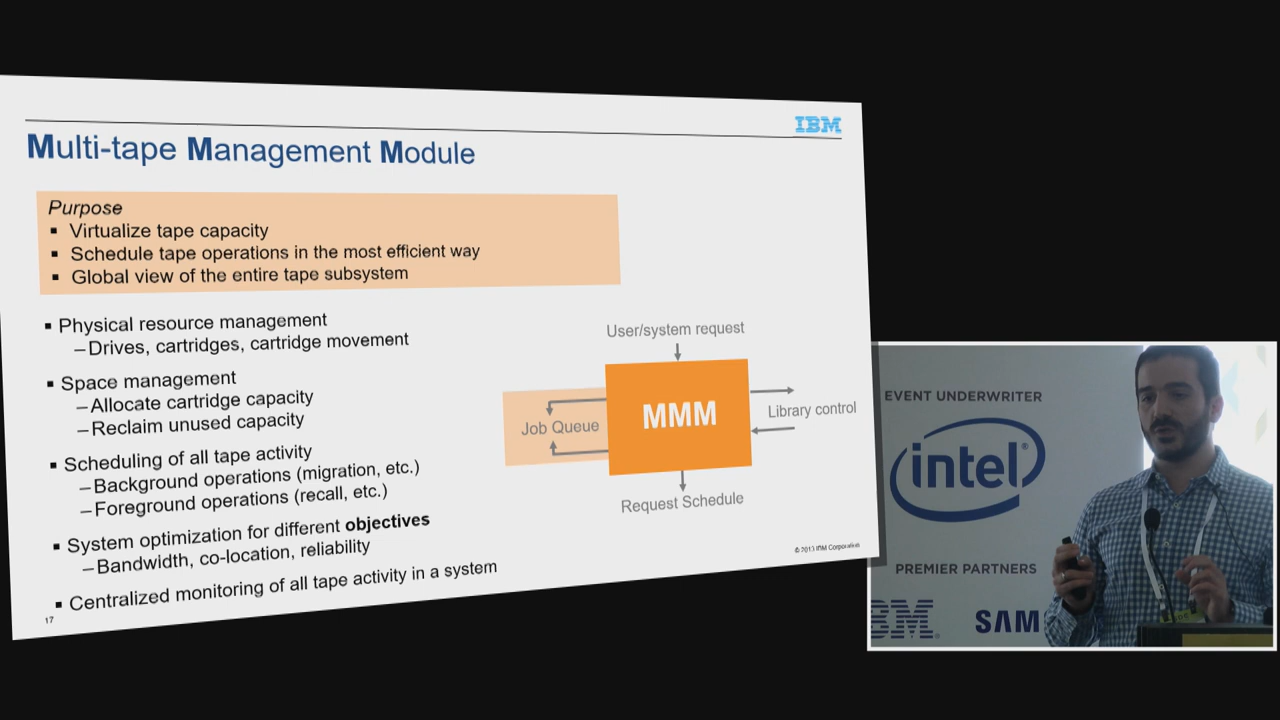 IBM
Multi-tape Management Module
Purpose
▪ Virtualize tape capacity
▪ Schedule tape operations in the most efficient way
▪ Global view of the entire tape subsystem
▪ Physical resource management
– Drives, cartridges, cartridge movement
▪ Space management
– Allocate cartridge capacity
– Reclaim unused capacity
▪ Scheduling of all tape activity
– Background operations (migration, etc.)
– Foreground operations (recall, etc.)
▪ System optimization for different objectives
– Bandwidth, co-location, reliability
▪ Centralized monitoring of all tape activity in a system
User/system request
MMM
Job Queue
Library control
Request Schedule
17
© 2013 IBM Corporation
EVENT UNDERWRITER
intel®
PREMIER PARTNERS
IBM®
SAM